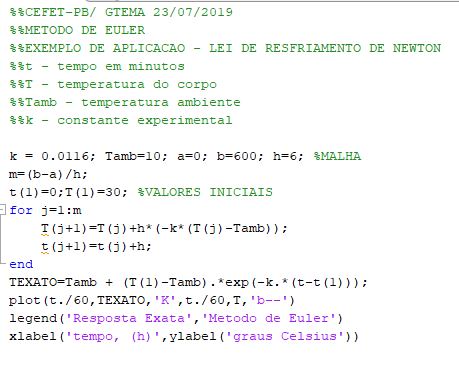 %%CEFET-PB/ GTEMA 23/07/2019
%%METODO DE EULER
%%EXEMPLO DE APLICACAO - LEI DE RESFRIAMENTO DE NEWTON
%%t - tempo em minutos
%%T - temperatura do corpo
%%Tamb - temperatura ambiente
%%k - constante experimental
k = 0.0116; Tamb=10; a=0; b=600; h=6; %MALHA
m=(b-a)/h;
t(1)=0;T(1)=30; %VALORES INICIAIS
for j=1:m
T(j+1)=T(j)+h*(-k*(T(j)-Tamb));
t(j+1)=t(j)+h;
end
TEXATO=Tamb + (T(1)-Tamb).*exp(-k.*(t-t(1)));
plot(t./60,TEXATO,'K',t./60,T,'b--')
legend('Resposta Exata','Metodo de Euler')
xlabel('tempo, (h)',ylabel('graus Celsius'))